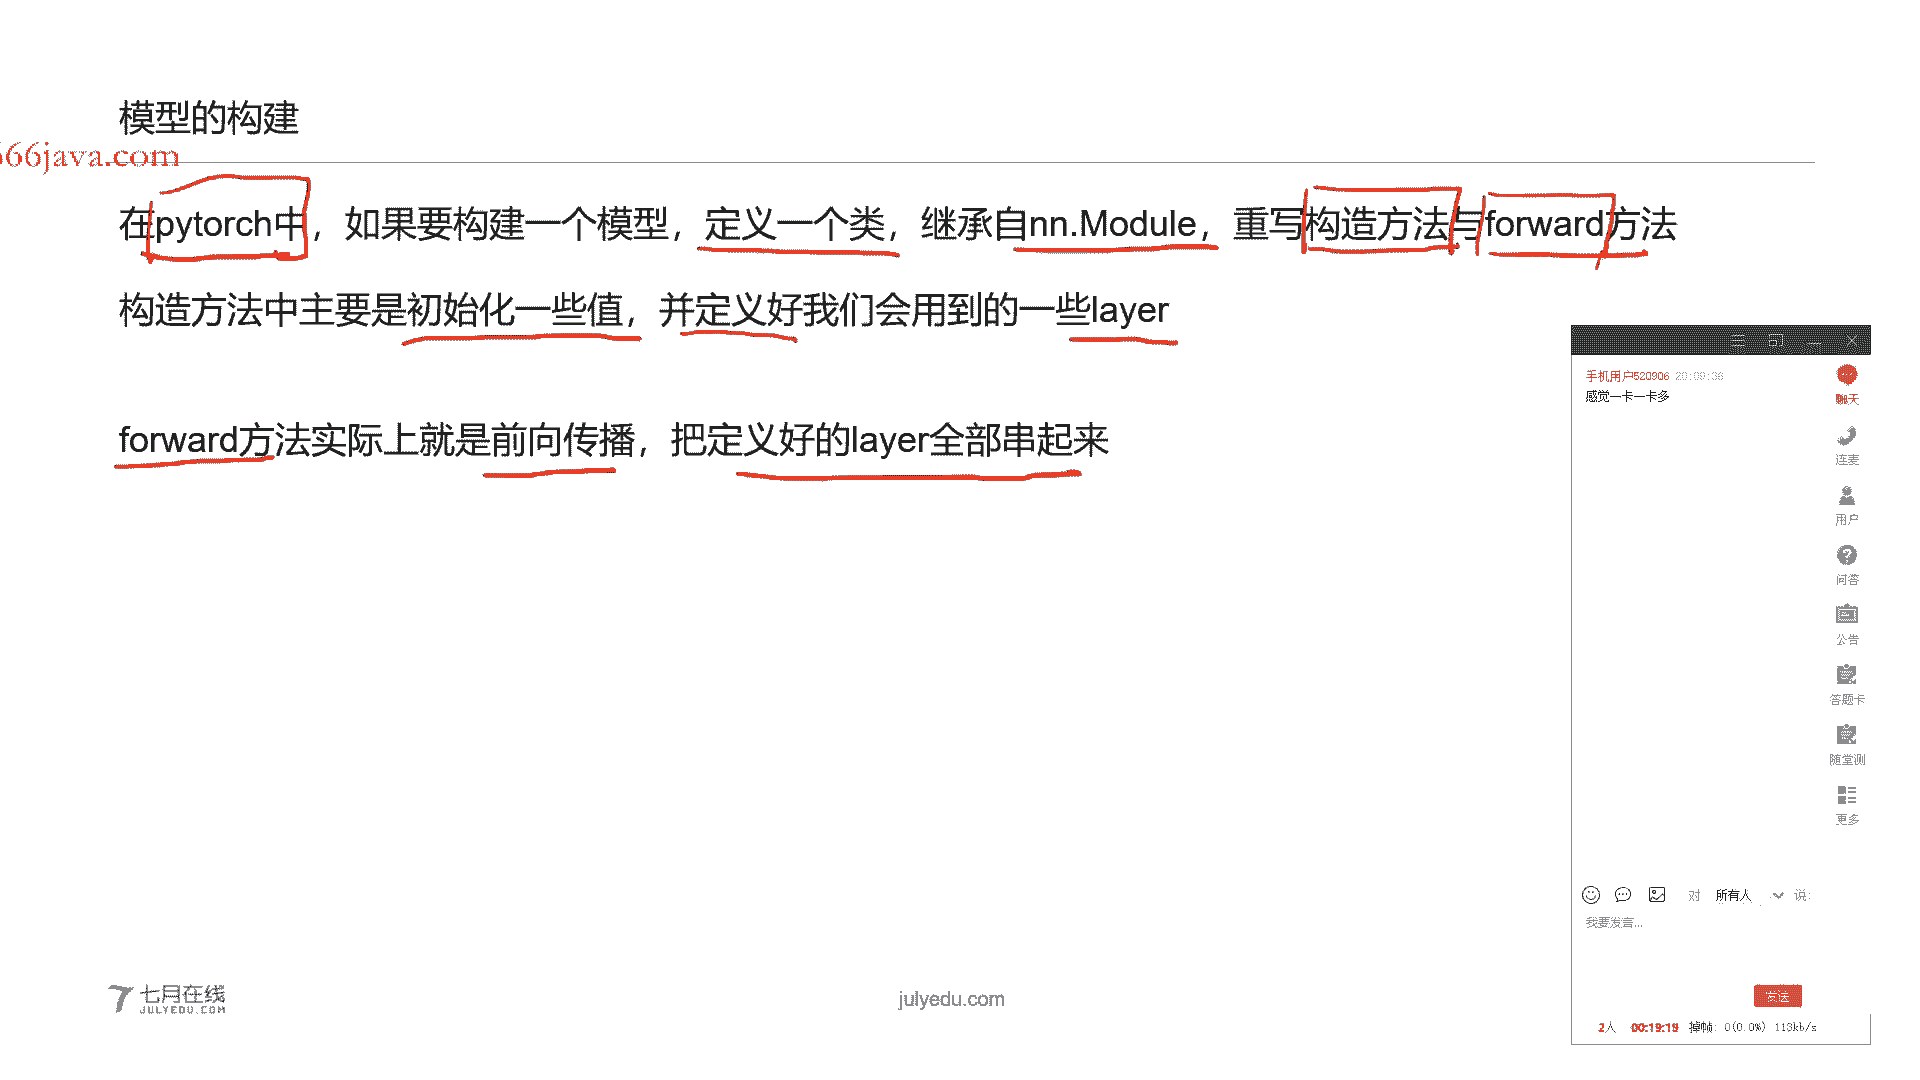 模型的构建
666java.com
在pytorch中，如果要构建一个模型，定义一个类，继承自nn.Module，重写构造方法与forward方法
构造方法中主要是初始化一些值，并定义好我们会用到的一些layer
forward方法实际上就是前向传播，把定义好的layer全部串起来
手机用户520906 20:09:36
感觉一卡一卡多
聊天
连麦
用户
问答
公告
答题卡
随堂测
更多
对 所有人 说:
我要发言...
发送
2人 00:19:19 掉帧: 0(0.0%) 113kb/s
七月在线
JULYEDU.COM
julyedu.com